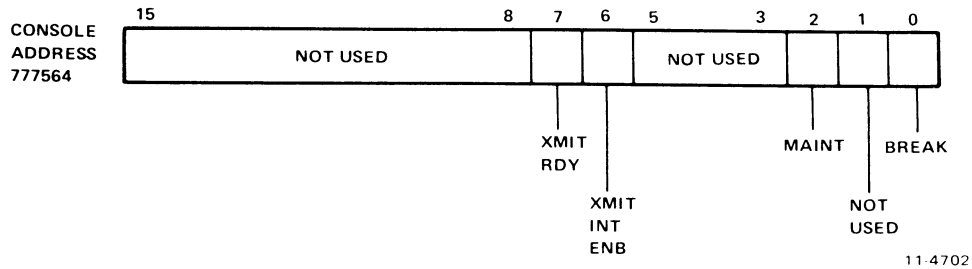 15 8 7 6 5 3 2 1 0
CONSOLE
ADDRESS
777564
NOT USED
NOT USED
XMIT
RDY
MAINT
BREAK
XMIT
INT
ENB
NOT
USED
11-4702